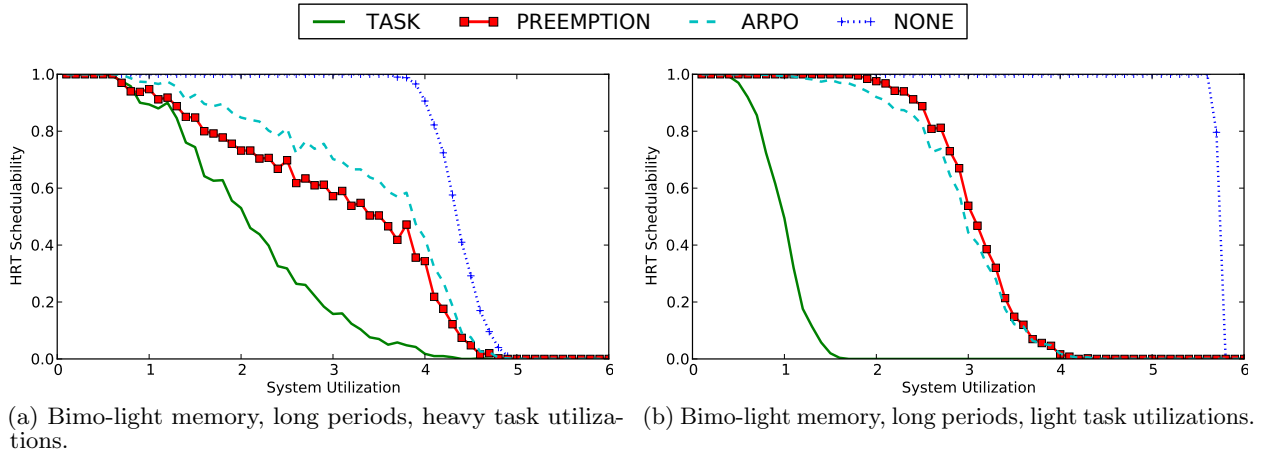 TASK PREEMPTION ARPO NONE
1.0
0.8
0.6
0.4
0.2
0.0
HRT Schedulability
0 1 2 3 4 5 6
System Utilization
(a) Bimo-light memory, long periods, heavy task utiliza-
tions.
1.0
0.8
0.6
0.4
0.2
0.0
HRT Schedulability
0 1 2 3 4 5 6
System Utilization
(b) Bimo-light memory, long periods, light task utilizations.